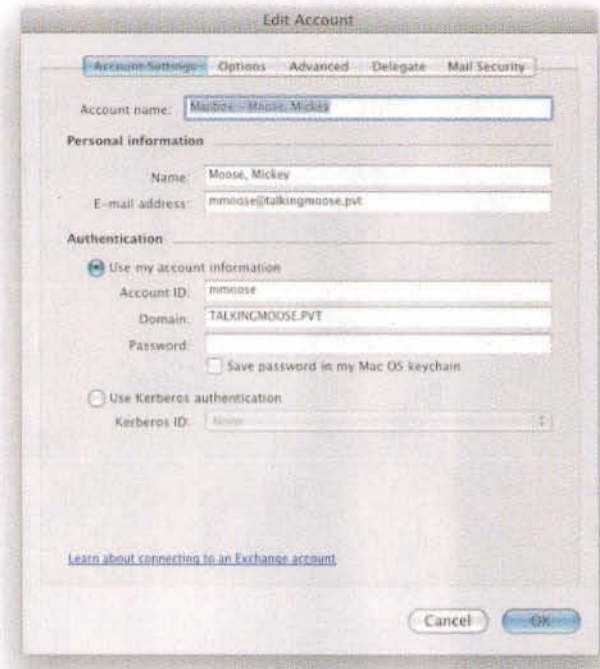 Edit Account
Account Settings Options Advanced Delegate Mail Security
Account name: Mailbox - Moose, Mickey
Personal information
Name: Moose, Mickey
E-mail address: mmoose@talkingmoose.pvt
Authentication
Use my account information
Account ID: mmoose
Domain: TALKINGMOOSE.PVT
Password:
Save password in my Mac OS keychain
Use Kerberos authentication
Kerberos ID: None
Learn about connecting to an Exchange account
Cancel OK